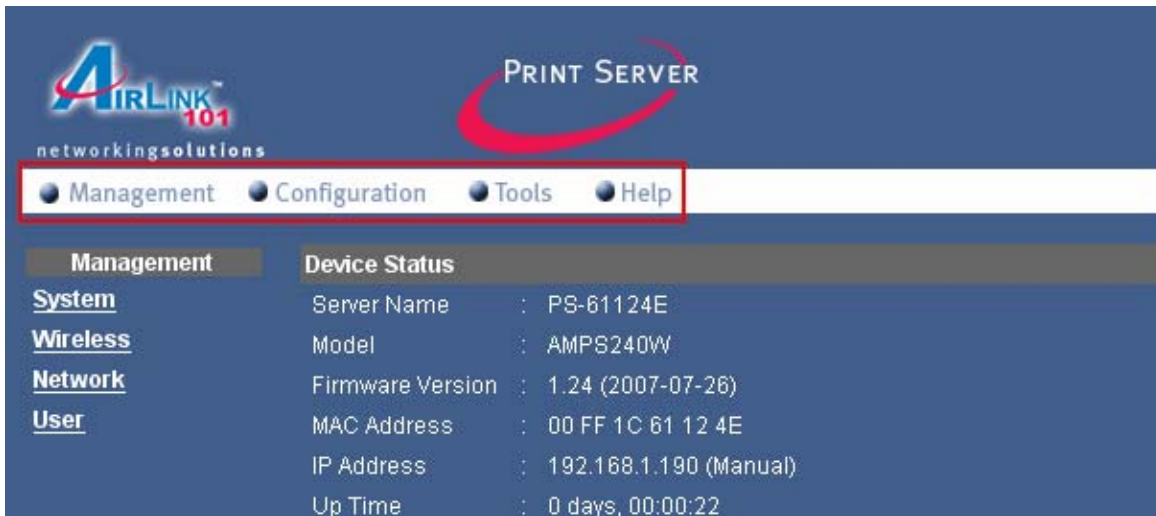 AIRLINK™
101
networkingsolutions
PRINT SERVER
Management Configuration Tools Help
Management
System
Wireless
Network
User
Device Status
Server Name : PS-61124E
Model : AMPS240W
Firmware Version : 1.24 (2007-07-26)
MAC Address : 00 FF 1C 61 12 4E
IP Address : 192.168.1.190 (Manual)
Up Time : 0 days, 00:00:22